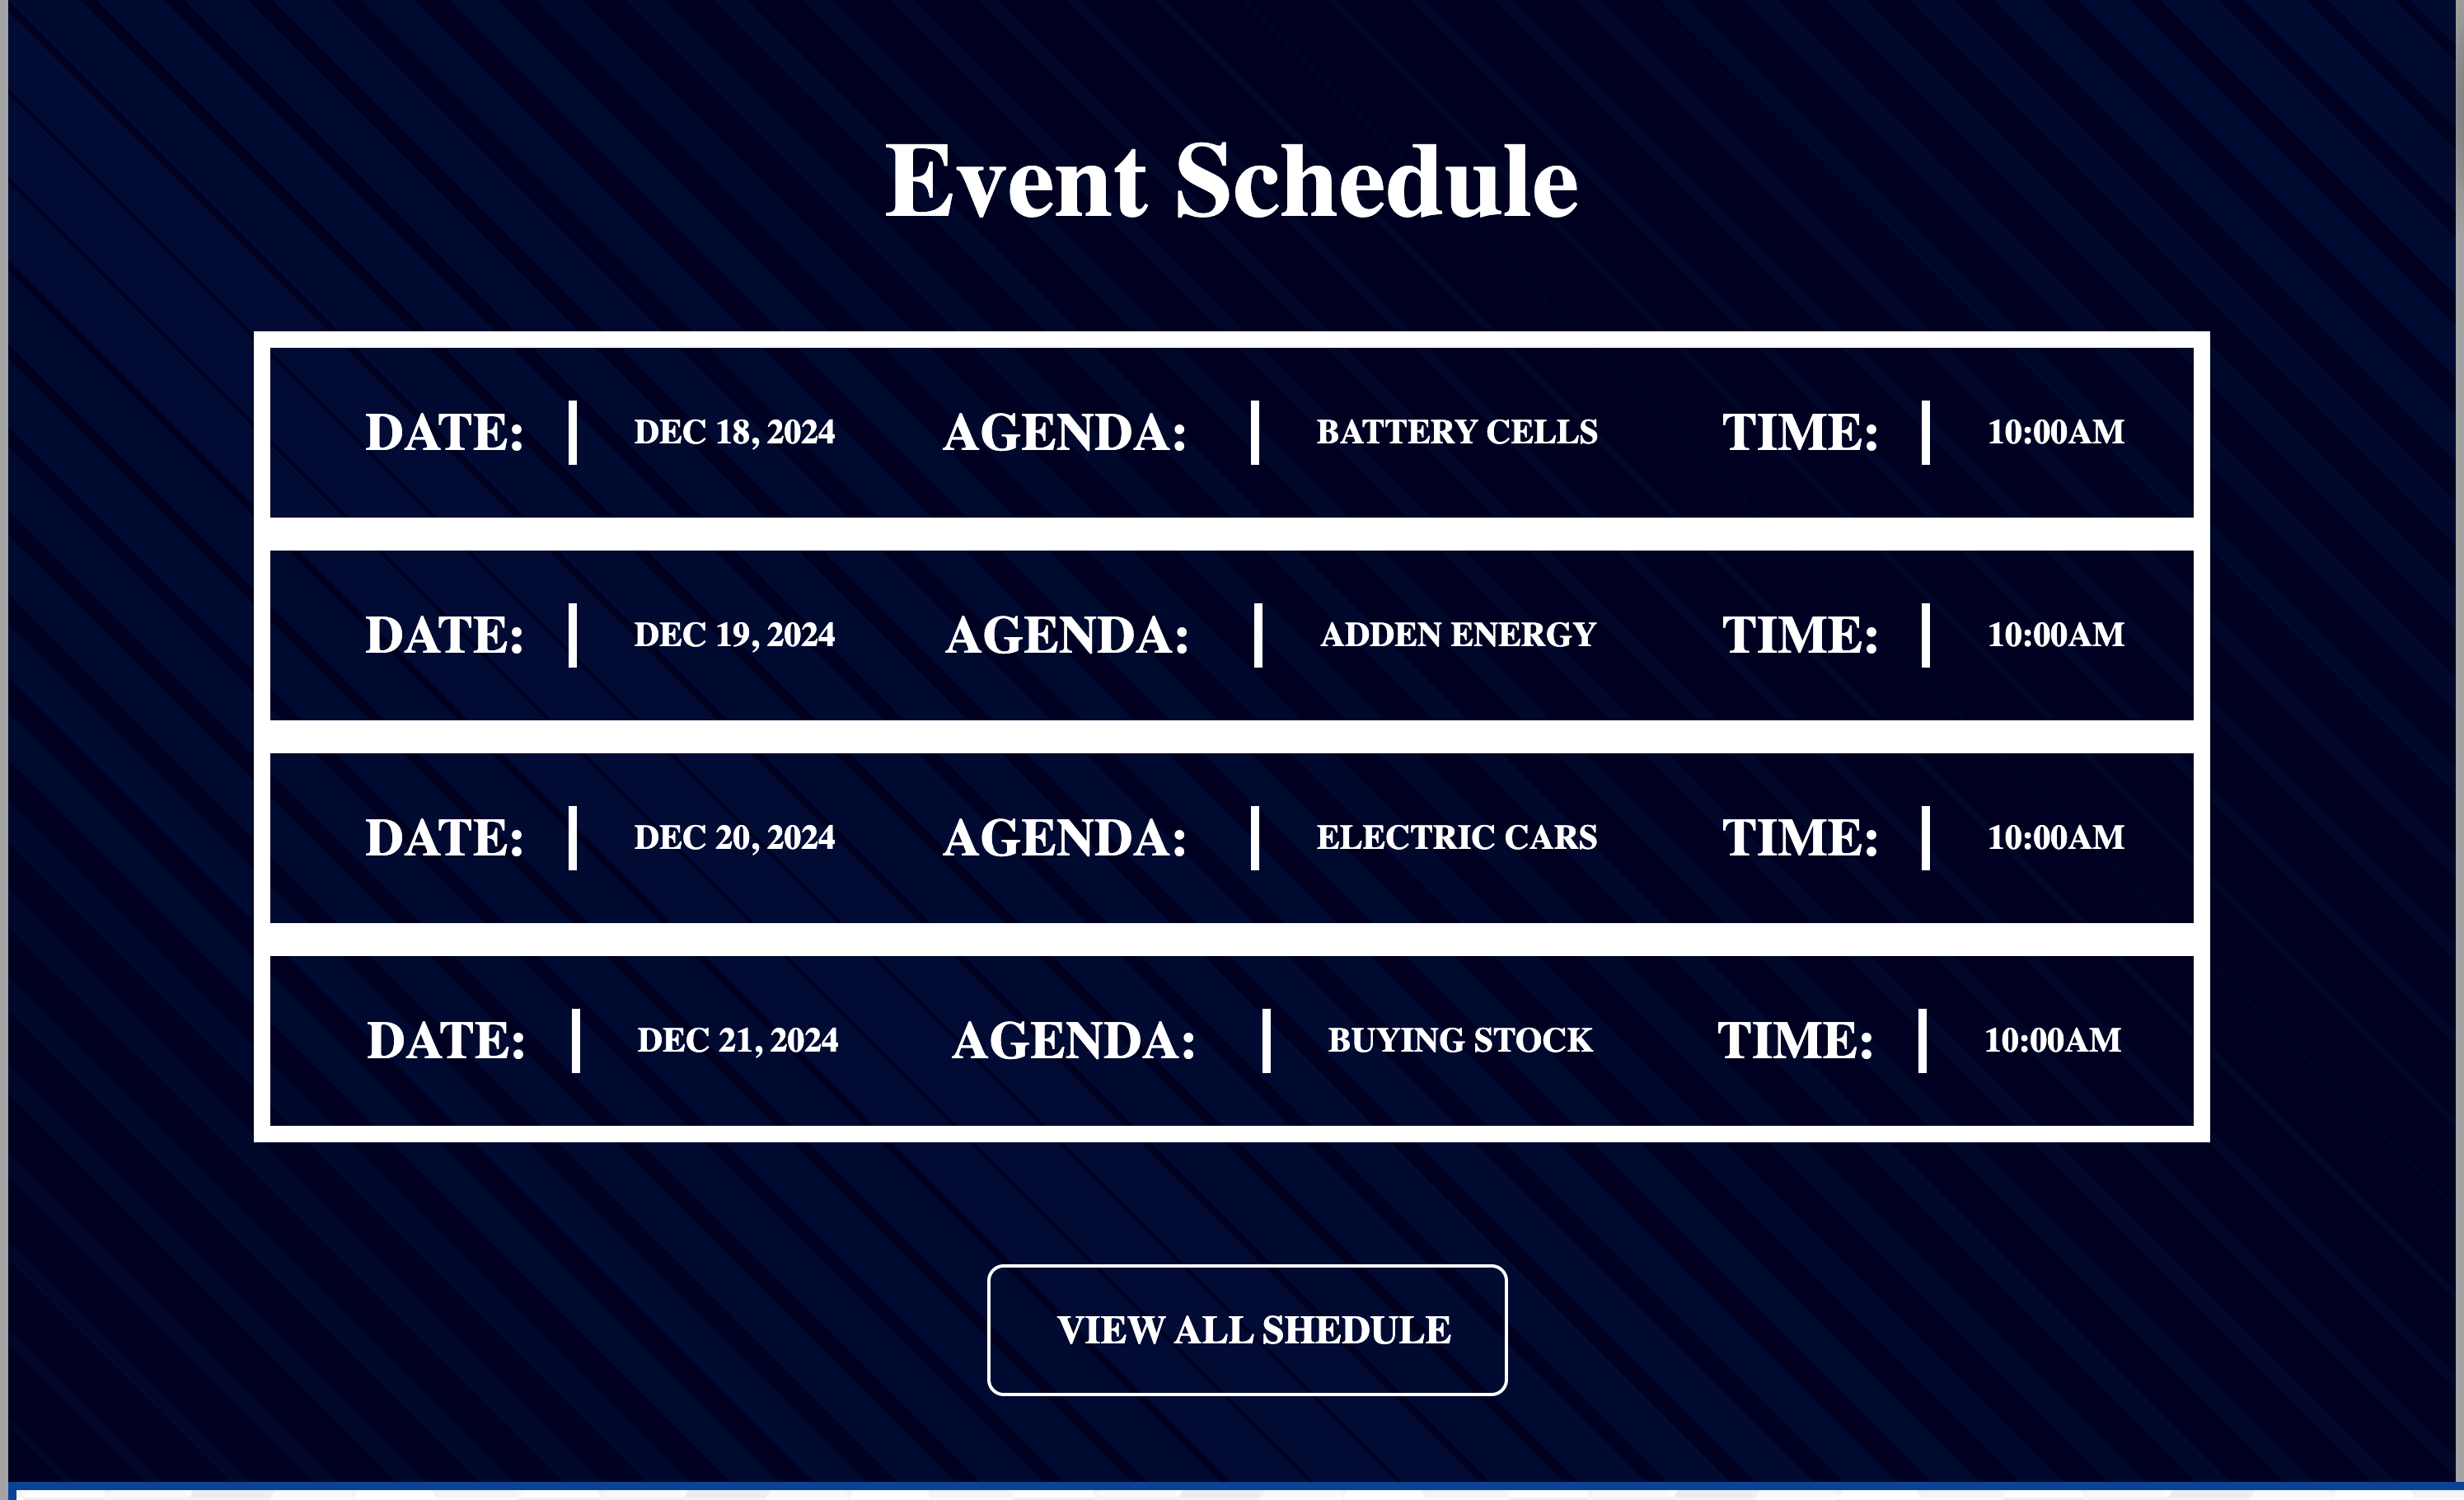 Event Schedule
DATE: DEC 18, 2024 AGENDA: BATTERY CELLS TIME: 10:00AM
DATE: DEC 19, 2024 AGENDA: ADDEN ENERGY TIME: 10:00AM
DATE: DEC 20, 2024 AGENDA: ELECTRIC CARS TIME: 10:00AM
DATE: DEC 21, 2024 AGENDA: BUYING STOCK TIME: 10:00AM
VIEW ALL SHEDULE